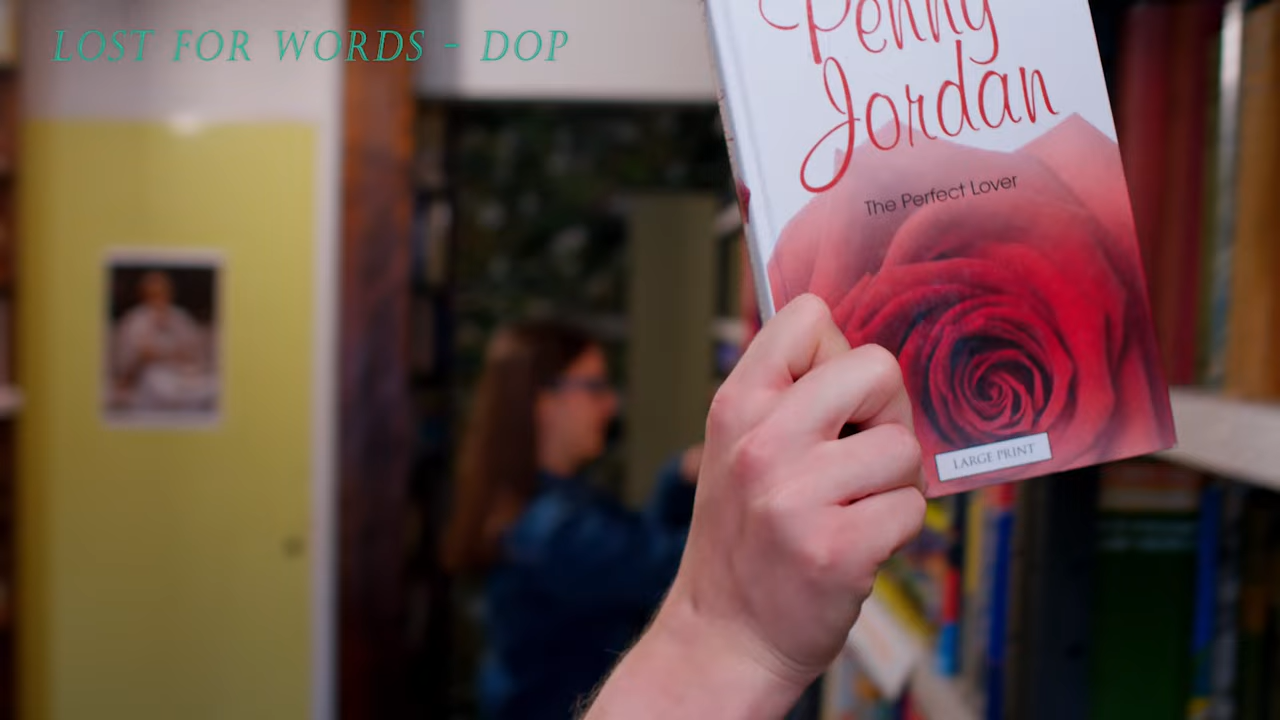 LOST FOR WORDS - DOP
Penny
Jordan
The Perfect Lover
LARGE PRINT